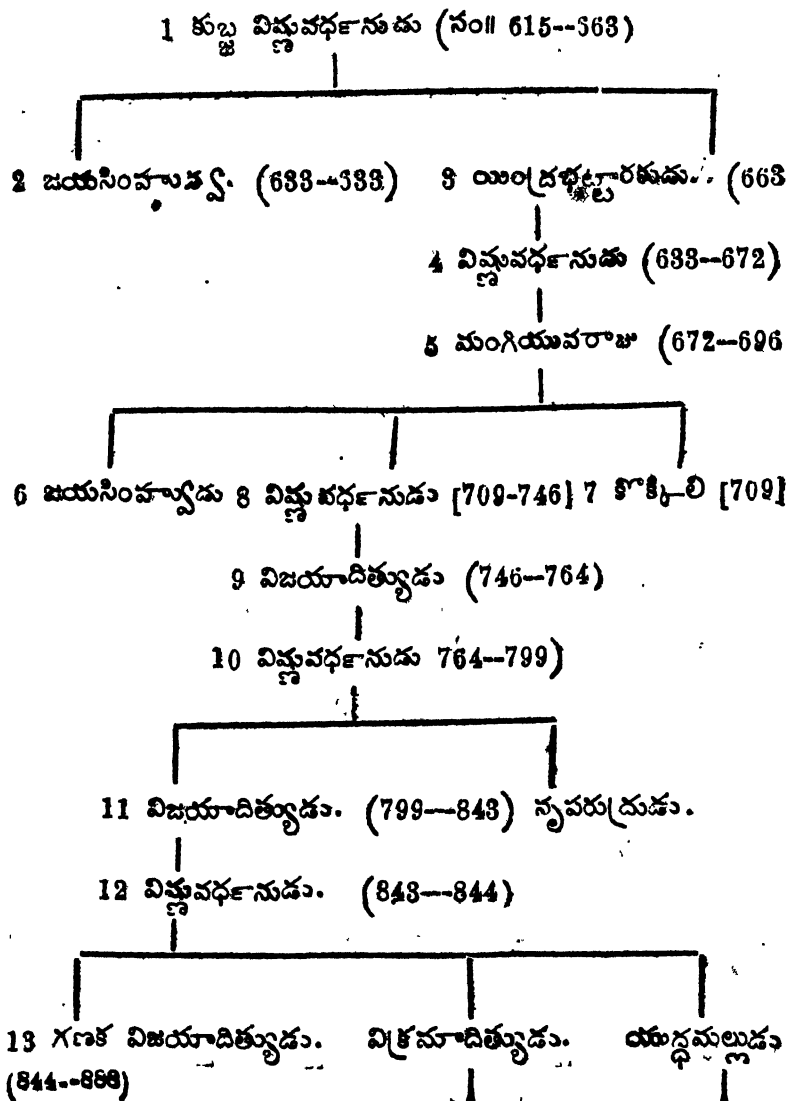 1 కుబ్జ విష్ణువర్ధనుడు (సం॥ 615--663)
2 జయసింహుడ్వ. (633--333) 3 యింద్రభట్టారకుడు.. (663
4 విష్ణువర్ధనుడు (633--672)
5 మంగియువరాజు (672--696
6 జయసింహ్వుడు 8 విష్ణువర్ధనుడు [709-746] 7 కొక్కిలి [709]
9 విజయాదిత్యుడు (746--764)
10 విష్ణువర్ధనుడు 764--799)
11 విజయాదిత్యుడు. (799--843) నృపరుద్రుడు.
12 విష్ణువర్ధనుడు. (843--844)
13 గణక విజయాదిత్యుడు. విక్రమాదిత్యుడు. యుద్ధమల్లుడు
(844--888)